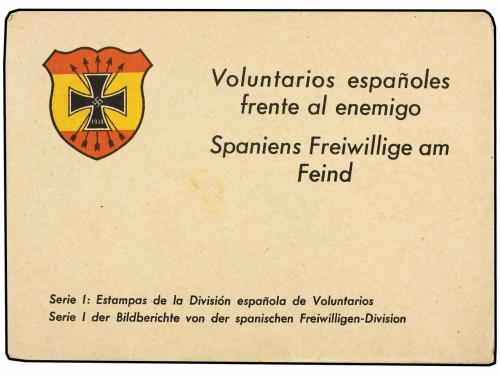 Voluntarios españoles
frente al enemigo
Spaniens Freiwillige am
Feind
1939
Serie I: Estampas de la División española de Voluntarios
Serie I der Bildberichte von der spanischen Freiwilligen-Division